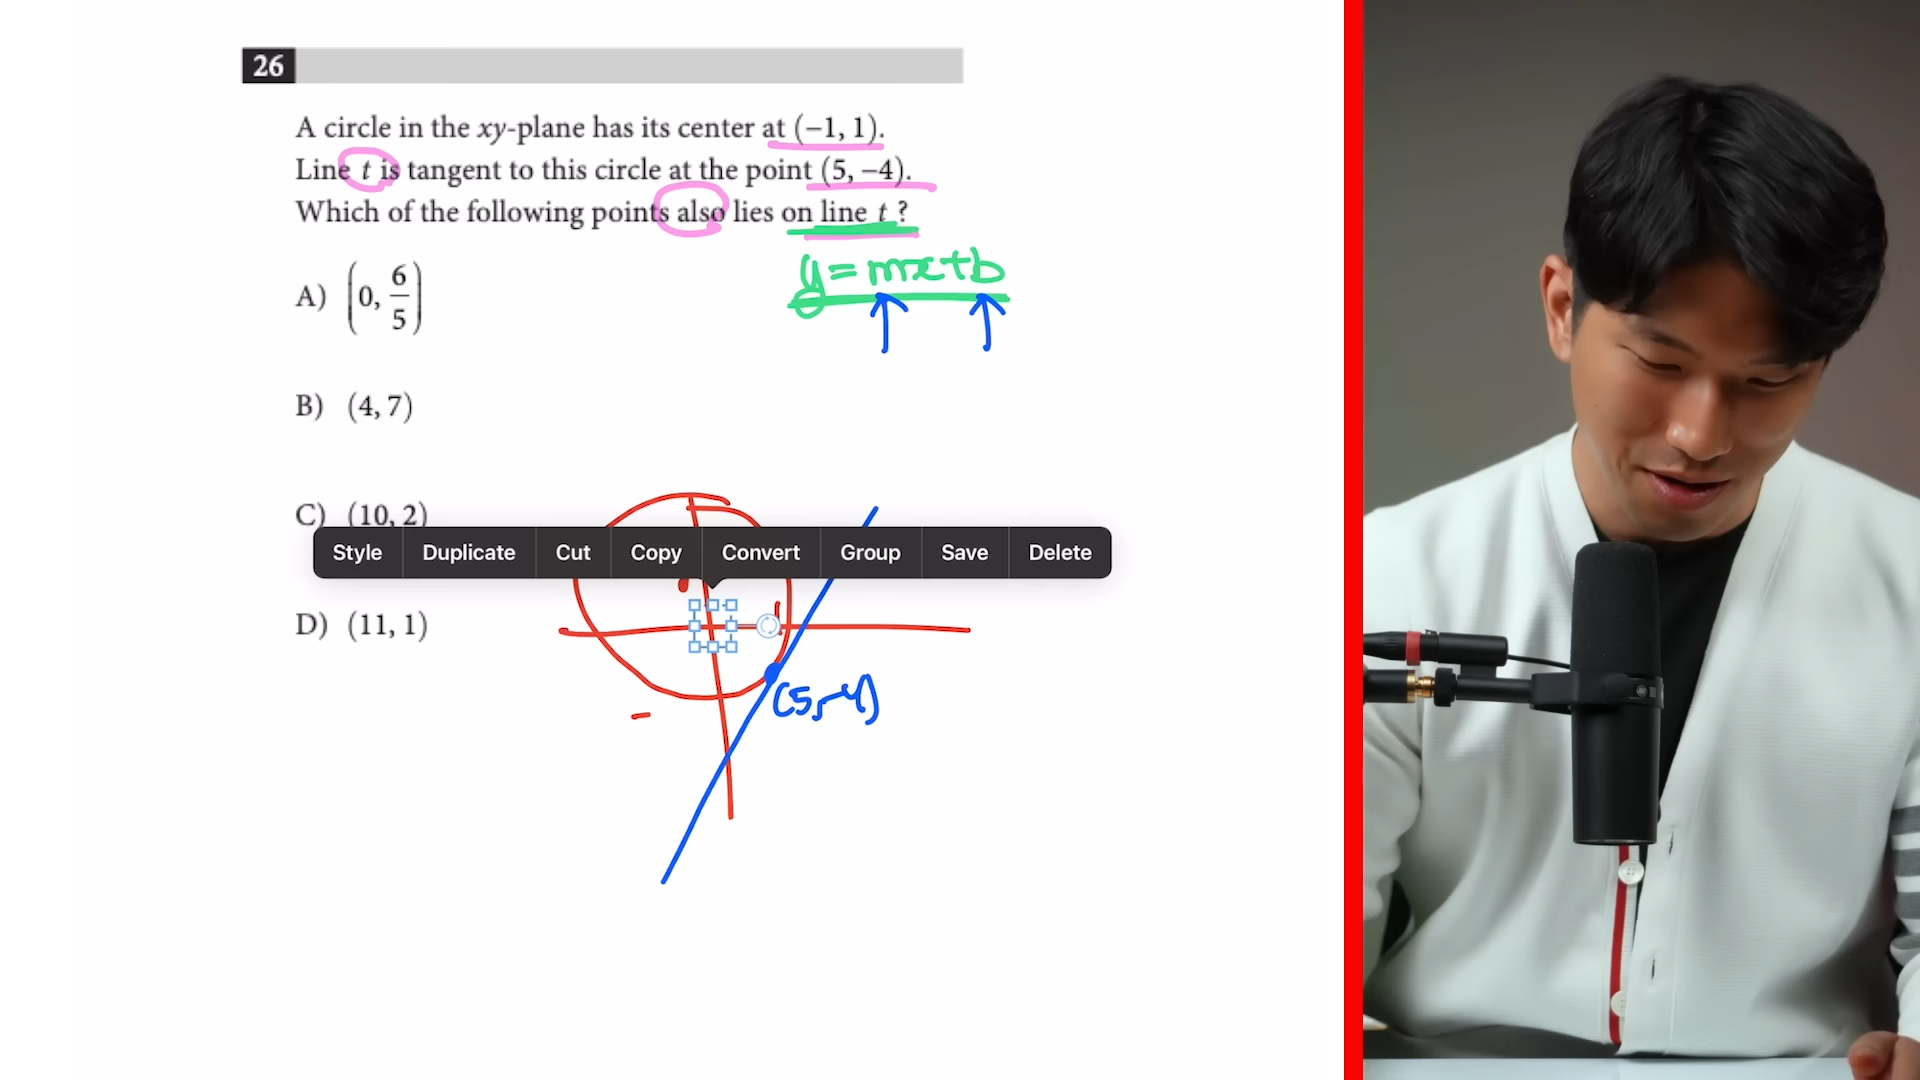 26
A circle in the xy-plane has its center at (−1, 1).
Line t is tangent to this circle at the point (5, −4).
Which of the following points also lies on line t ?
y = mx+b
A) (0, 6/5)
B) (4, 7)
C) (10, 2)
Style Duplicate Cut Copy Convert Group Save Delete
D) (11, 1)
(5,-4)